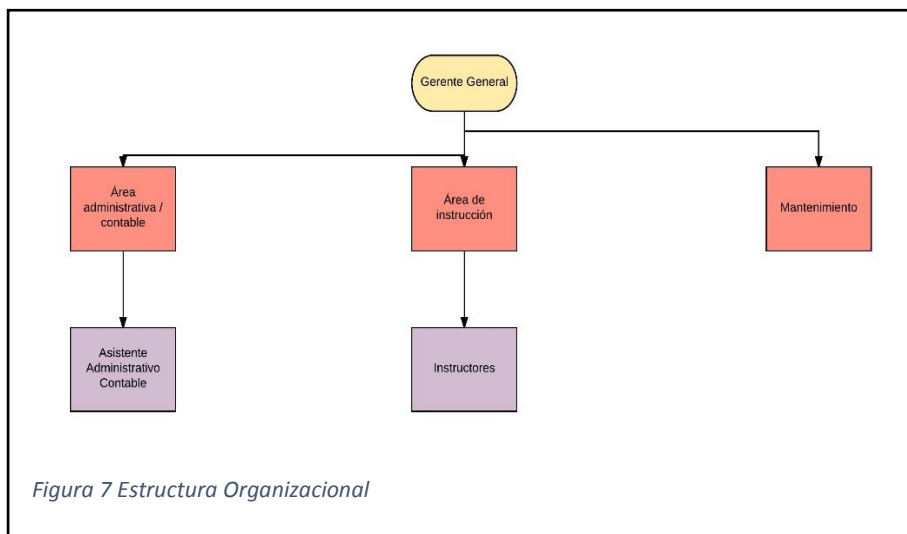 Gerente General
Área
administrativa /
contable
Área de
instrucción
Mantenimiento
Asistente
Administrativo
Contable
Instructores
Figura 7 Estructura Organizacional